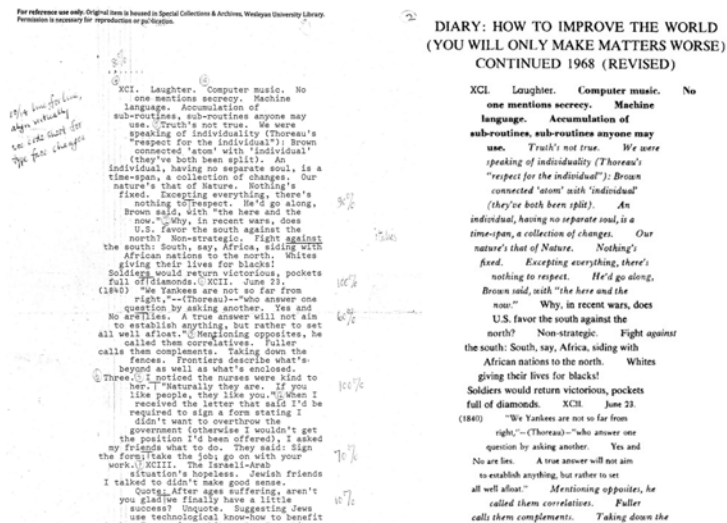 For reference use only. Original item is housed in Special Collections & Archives, Wesleyan University Library.
Permission is necessary for reproduction or publication.
XCI. Laughter. Computer music. No
one mentions secrecy. Machine
language. Accumulation of
sub-routines, sub-routines anyone may
use. Truth's not true. We were
speaking of individuality (Thoreau's
"respect for the individual"): Brown
connected 'atom' with 'individual'
(they've both been split). An
individual, having no separate soul, is a
time-span, a collection of changes. Our
nature's that of Nature. Nothing's
fixed. Excepting everything, there's
nothing to respect. He'd go along,
Brown said, with "the here and the
now." Why, in recent wars, does
U.S. favor the south against the
north? Non-strategic. Fight against
the south: South, say, Africa, siding with
African nations to the north. Whites
giving their lives for blacks!
Soldiers would return victorious, pockets
full of diamonds. XCII. June 23.
(1840) "We Yankees are not so far from
right,"--(Thoreau)--"who answer one
question by asking another. Yes and
No are lies. A true answer will not aim
to establish anything, but rather to set
all well afloat." Mentioning opposites, he
called them correlatives. Fuller
calls them complements. Taking down the
fences. Frontiers describe what's
beyond as well as what's enclosed.
Three. I noticed the nurses were kind to
her. "Naturally they are. If you
like people, they like you." When I
received the letter that said I'd be
required to sign a form stating I
didn't want to overthrow the
government (otherwise I wouldn't get
the position I'd been offered), I asked
my friends what to do. They said: Sign
the form; take the job; go on with your
work. XCIII. The Israeli-Arab
situation's hopeless. Jewish friends
I talked to didn't make good sense.
Quote: After ages suffering, aren't
you glad we finally have a little
success? Unquote. Suggesting Jews
use technological know-how to benefit
100%
100%
70%
DIARY: HOW TO IMPROVE THE WORLD
(YOU WILL ONLY MAKE MATTERS WORSE)
CONTINUED 1968 (REVISED)
XCI. Laughter. Computer music. No
one mentions secrecy. Machine
language. Accumulation of
sub-routines, sub-routines anyone may
use. Truth's not true. We were
speaking of individuality (Thoreau's
"respect for the individual"): Brown
connected 'atom' with 'individual'
(they've both been split). An
individual, having no separate soul, is a
time-span, a collection of changes. Our
nature's that of Nature. Nothing's
fixed. Excepting everything, there's
nothing to respect. He'd go along,
Brown said, with "the here and the
now." Why, in recent wars, does
U.S. favor the south against the
north? Non-strategic. Fight against
the south: South, say, Africa, siding with
African nations to the north. Whites
giving their lives for blacks!
Soldiers would return victorious, pockets
full of diamonds. XCII. June 23.
(1840) "We Yankees are not so far from
right,"—(Thoreau)—"who answer one
question by asking another. Yes and
No are lies. A true answer will not aim
to establish anything, but rather to set
all well afloat." Mentioning opposites, he
called them correlatives. Fuller
calls them complements. Taking down the